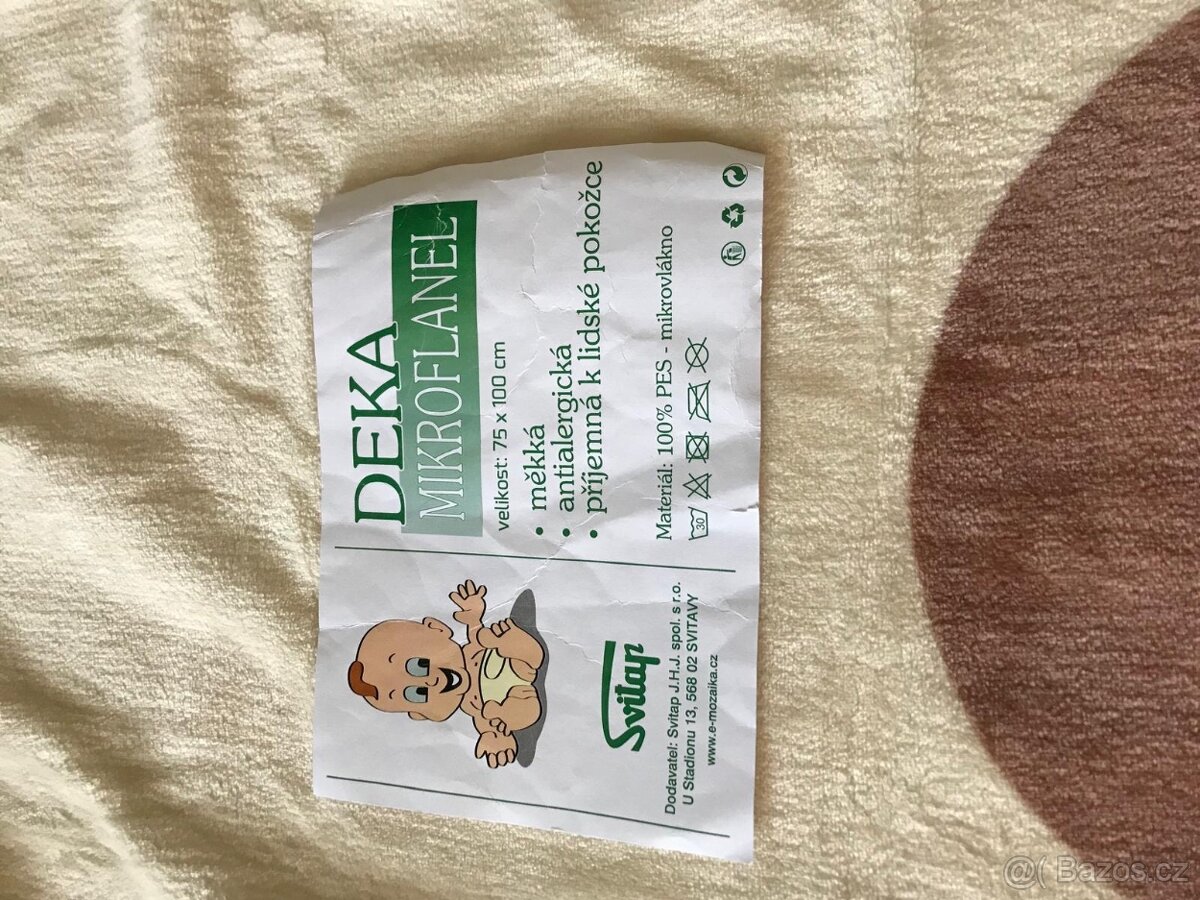 DEKA
MIKROFLANEL
velikost: 75 x 100 cm
• měkká
• antialergická
• příjemná k lidské pokožce
Materiál: 100% PES - mikrovlákno
30
Svitap
Dodavatel: Svitap J.H.J. spol. s r.o.
U Stadionu 13, 568 02 SVITAVY
www.e-mozaika.cz
@( Bazos.cz